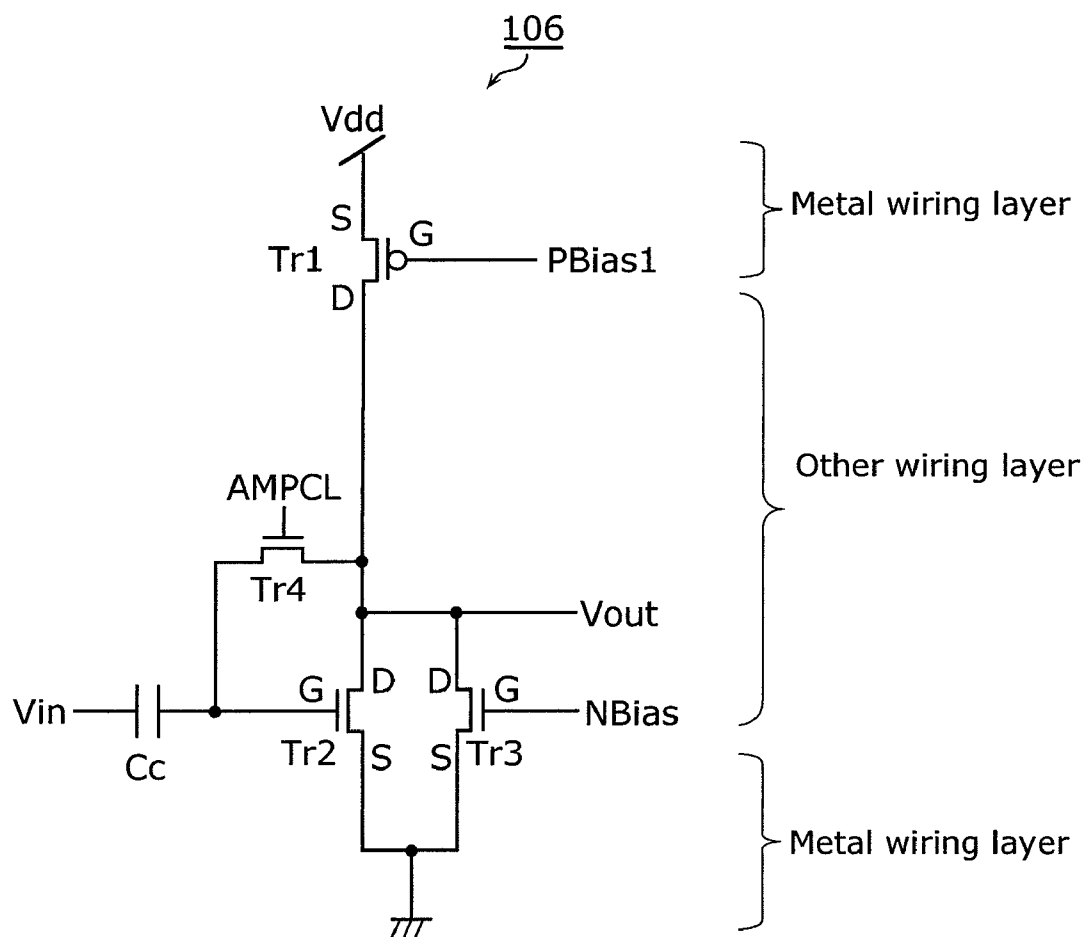 106
Vdd
Metal wiring layer
S
G
Tr1
PBias1
D
Other wiring layer
AMPCL
Tr4
Vout
G
D
D
G
Vin
NBias
Cc
Tr2
S
S
Tr3
Metal wiring layer